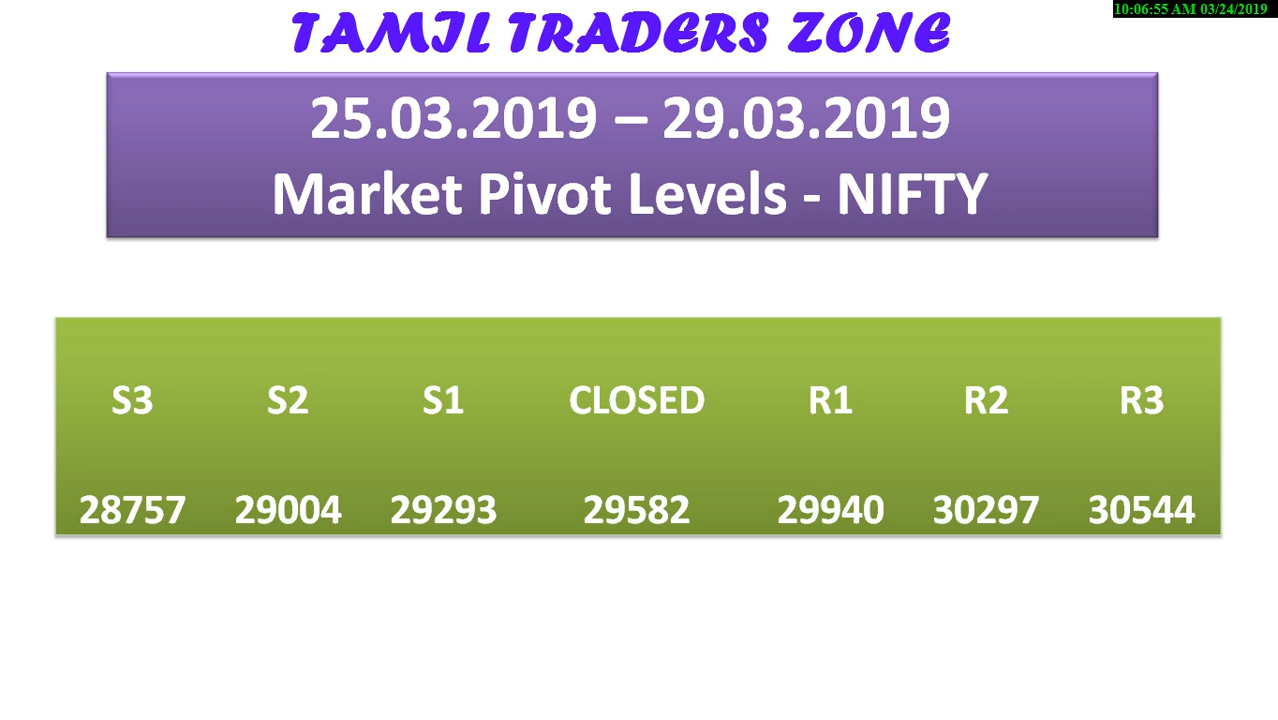 10:06:55 AM 03/24/2019
TAMIL TRADERS ZONE
25.03.2019 – 29.03.2019
Market Pivot Levels - NIFTY
S3 S2 S1 CLOSED R1 R2 R3
28757 29004 29293 29582 29940 30297 30544